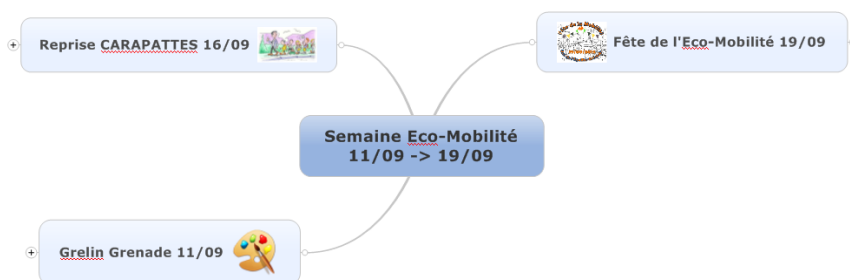 Reprise CARAPATTES 16/09
Fête de l'Eco-Mobilité 19/09
Semaine Eco-Mobilité
11/09 -> 19/09
Grelin Grenade 11/09